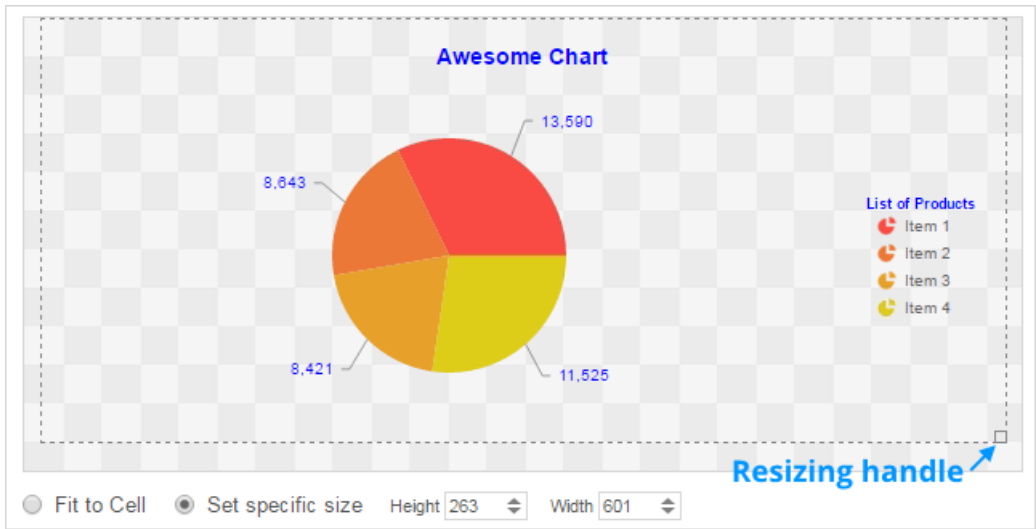 Awesome Chart
13,590
8,643
List of Products
Item 1
Item 2
Item 3
Item 4
8,421
11,525
Resizing handle
Fit to Cell Set specific size Height 263 Width 601